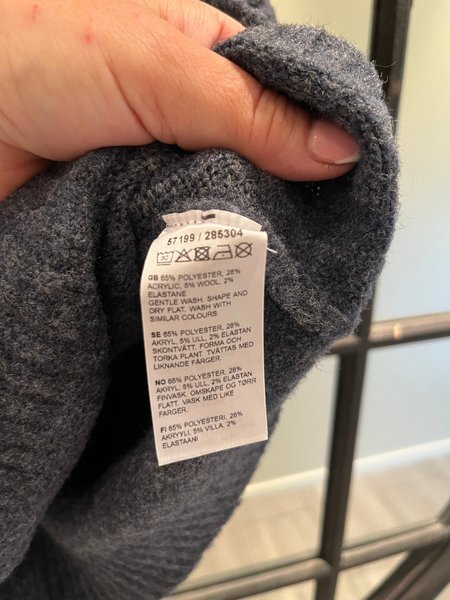 57199 / 285304
30
GB 65% POLYESTER, 28%
ACRYLIC, 5% WOOL, 2%
ELASTANE
GENTLE WASH. SHAPE AND
DRY FLAT. WASH WITH
SIMILAR COLOURS.
SE 65% POLYESTER, 28%
AKRYL, 5% ULL, 2% ELASTAN
SKONTVÄTT. FORMA OCH
TORKA PLANT. TVÄTTAS MED
LIKNANDE FÄRGER.
NO 65% POLYESTER, 28%
AKRYL, 5% ULL, 2% ELASTAN
FINVASK. OMSKAPE OG TØRR
FLATT. VASK MED LIKE
FARGER.
FI 65% POLYESTERI, 28%
AKRYYLI, 5% VILLA, 2%
ELASTAANI